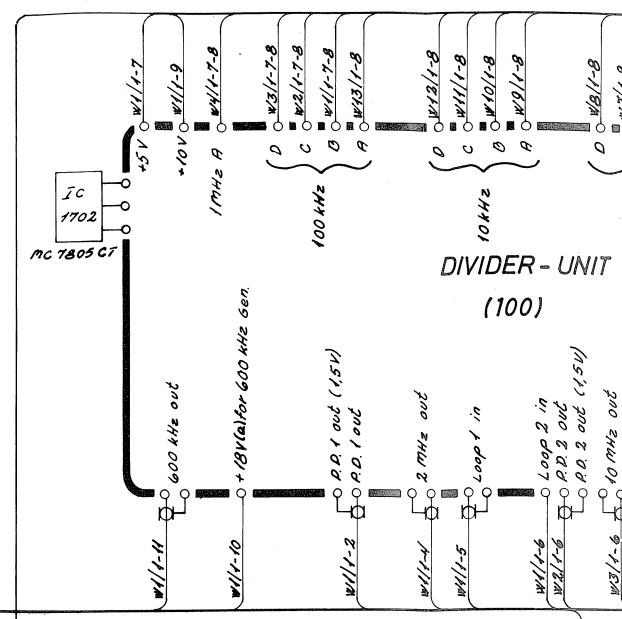 W1/1-7
W1/1-9
W4/1-7-8
W3/1-7-8
W2/1-7-8
W1/1-7-8
W13/1-8
W12/1-8
W11/1-8
W10/1-8
W9/1-8
W8/1-8
+5V
+10V
1MHz A
D
C
B
A
D
C
B
A
D
100 kHz
10 kHz
IC
1702
MC 7805 CT
DIVIDER - UNIT
(100)
600 kHz out
+18V(a) for 600 kHz Gen.
P.D. 1 out (1,5V)
P.D. 1 out
2 MHz out
Loop 1 in
Loop 2 in
P.D. 2 out
P.D. 2 out (1,5V)
10 MHz out
W1/1-11
W1/1-10
W1/1-2
W1/1-4
W1/1-5
W1/1-6
W2/1-6
W3/1-6